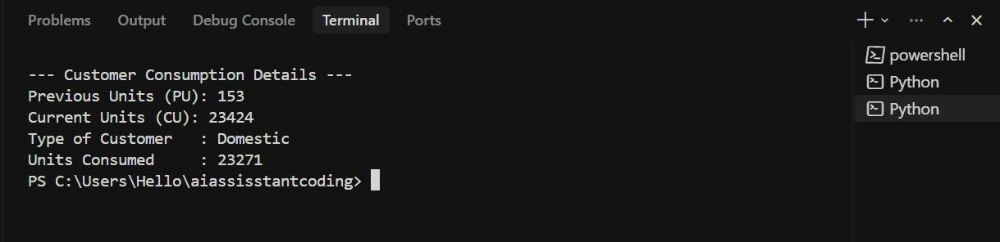 Problems Output Debug Console Terminal Ports
--- Customer Consumption Details ---
Previous Units (PU): 153
Current Units (CU): 23424
Type of Customer   : Domestic
Units Consumed     : 23271
PS C:\Users\Hello\aiassisstantcoding>
powershell
Python
Python